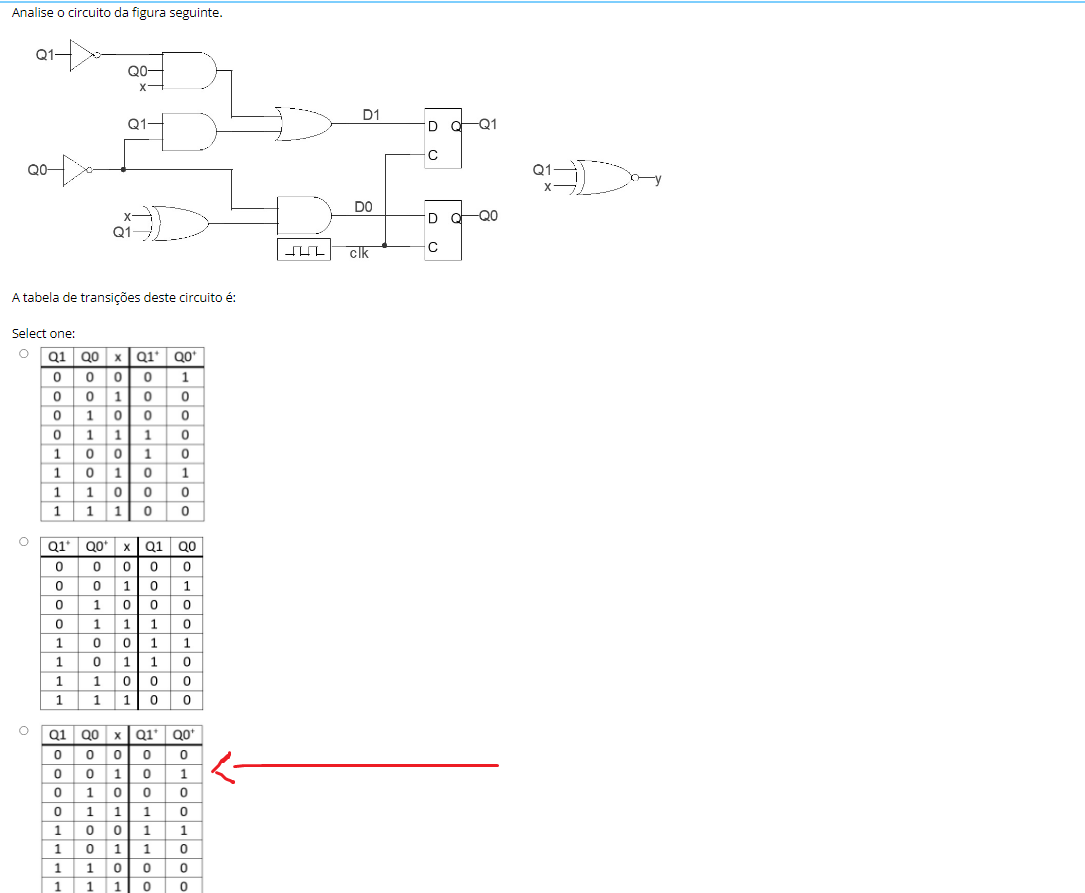 Analise o circuito da figura seguinte.
Q1
Q0
x
Q1
D1
D Q
Q1
C
Q0
Q1
x
y
x
Q1
D0
D Q
Q0
C
clk
A tabela de transições deste circuito é:
Select one:
Q1 Q0 x Q1⁺ Q0⁺
0 0 0 0 1
0 0 1 0 0
0 1 0 0 0
0 1 1 1 0
1 0 0 1 0
1 0 1 0 1
1 1 0 0 0
1 1 1 0 0
Q1⁺ Q0⁺ x Q1 Q0
0 0 0 0 0
0 0 1 0 1
0 1 0 0 0
0 1 1 1 0
1 0 0 1 1
1 0 1 1 0
1 1 0 0 0
1 1 1 0 0
Q1 Q0 x Q1⁺ Q0⁺
0 0 0 0 0
0 0 1 0 1
0 1 0 0 0
0 1 1 1 0
1 0 0 1 1
1 0 1 1 0
1 1 0 0 0
1 1 1 0 0